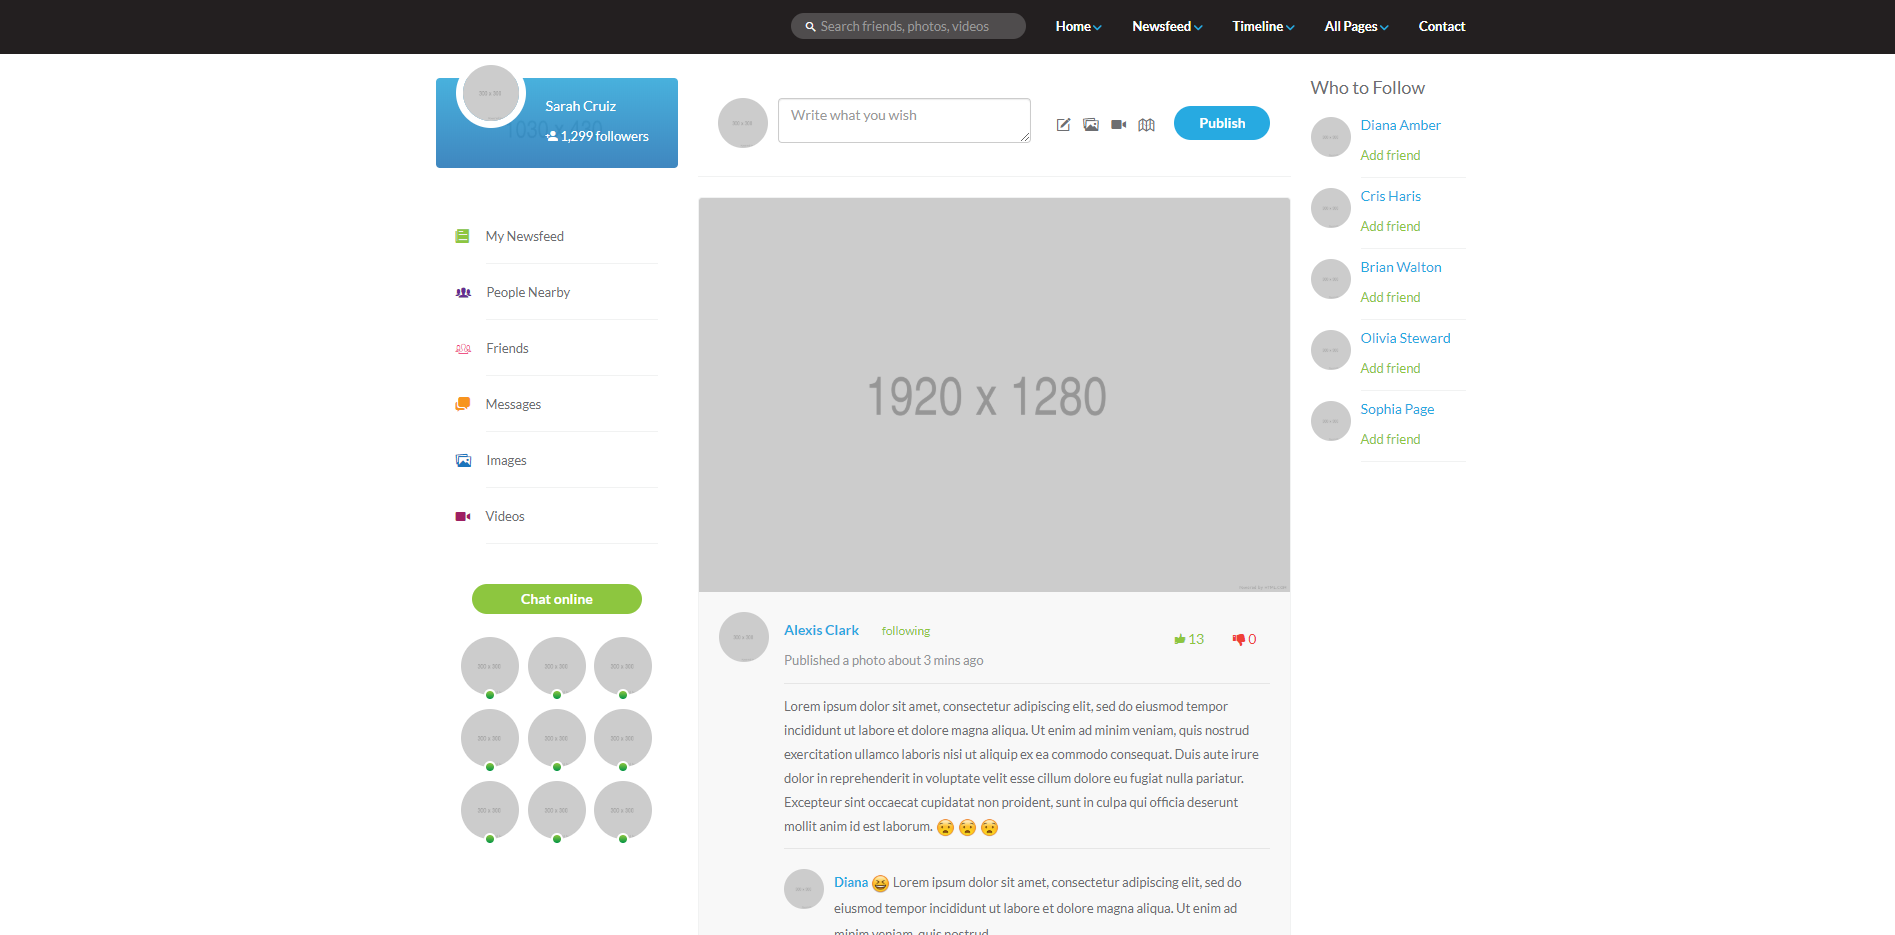 Search friends, photos, videos
Home
Newsfeed
Timeline
All Pages
Contact
Sarah Cruiz
1030 x 430
1,299 followers
My Newsfeed
People Nearby
Friends
Messages
Images
Videos
Chat online
Write what you wish
Publish
1920 x 1280
Alexis Clark
following
13
0
Published a photo about 3 mins ago
Lorem ipsum dolor sit amet, consectetur adipiscing elit, sed do eiusmod tempor
incididunt ut labore et dolore magna aliqua. Ut enim ad minim veniam, quis nostrud
exercitation ullamco laboris nisi ut aliquip ex ea commodo consequat. Duis aute irure
dolor in reprehenderit in voluptate velit esse cillum dolore eu fugiat nulla pariatur.
Excepteur sint occaecat cupidatat non proident, sunt in culpa qui officia deserunt
mollit anim id est laborum. 😧 😧 😧
Diana 😆 Lorem ipsum dolor sit amet, consectetur adipiscing elit, sed do
eiusmod tempor incididunt ut labore et dolore magna aliqua. Ut enim ad
minim veniam, quis nostrud
Who to Follow
Diana Amber
Add friend
Cris Haris
Add friend
Brian Walton
Add friend
Olivia Steward
Add friend
Sophia Page
Add friend